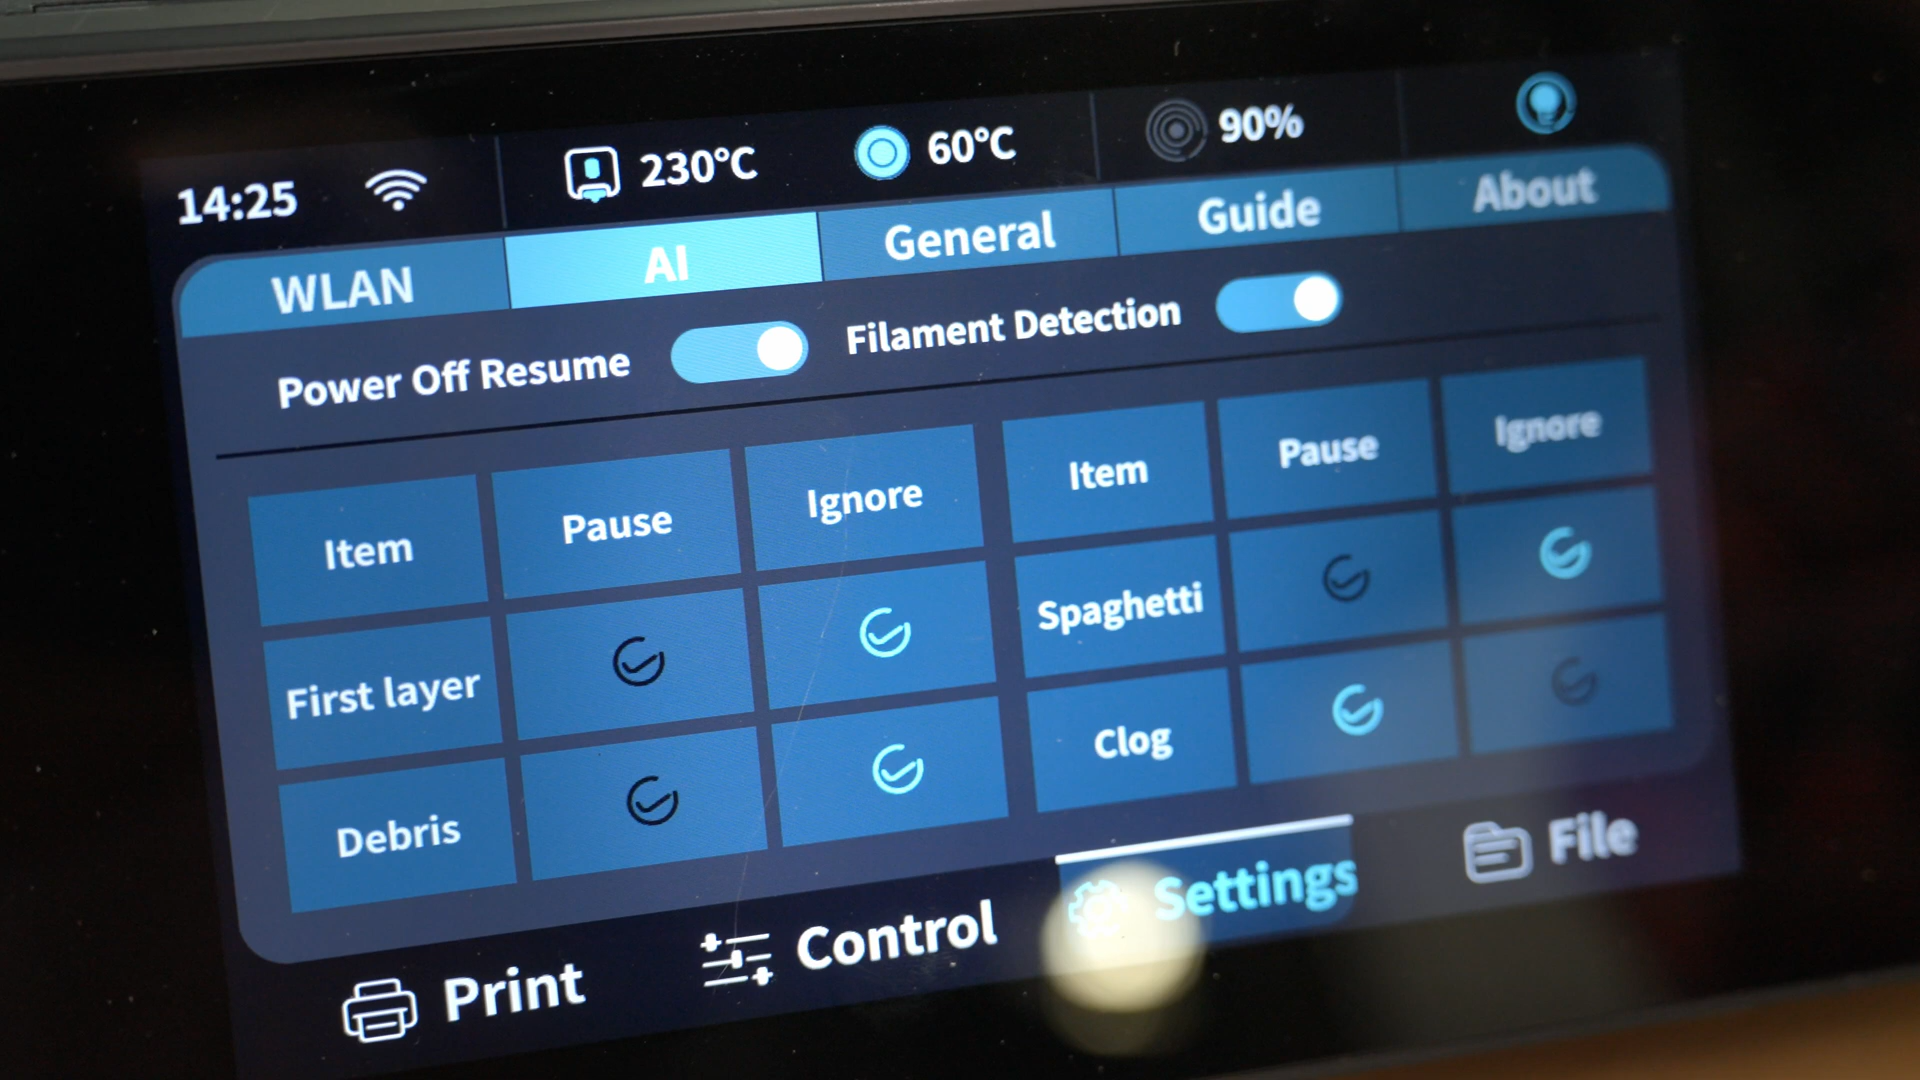 14:25 230°C 60°C 90%
WLAN AI General Guide About
Power Off Resume Filament Detection
Item Pause Ignore Item Pause Ignore
First layer Spaghetti
Debris Clog
Print Control Settings File